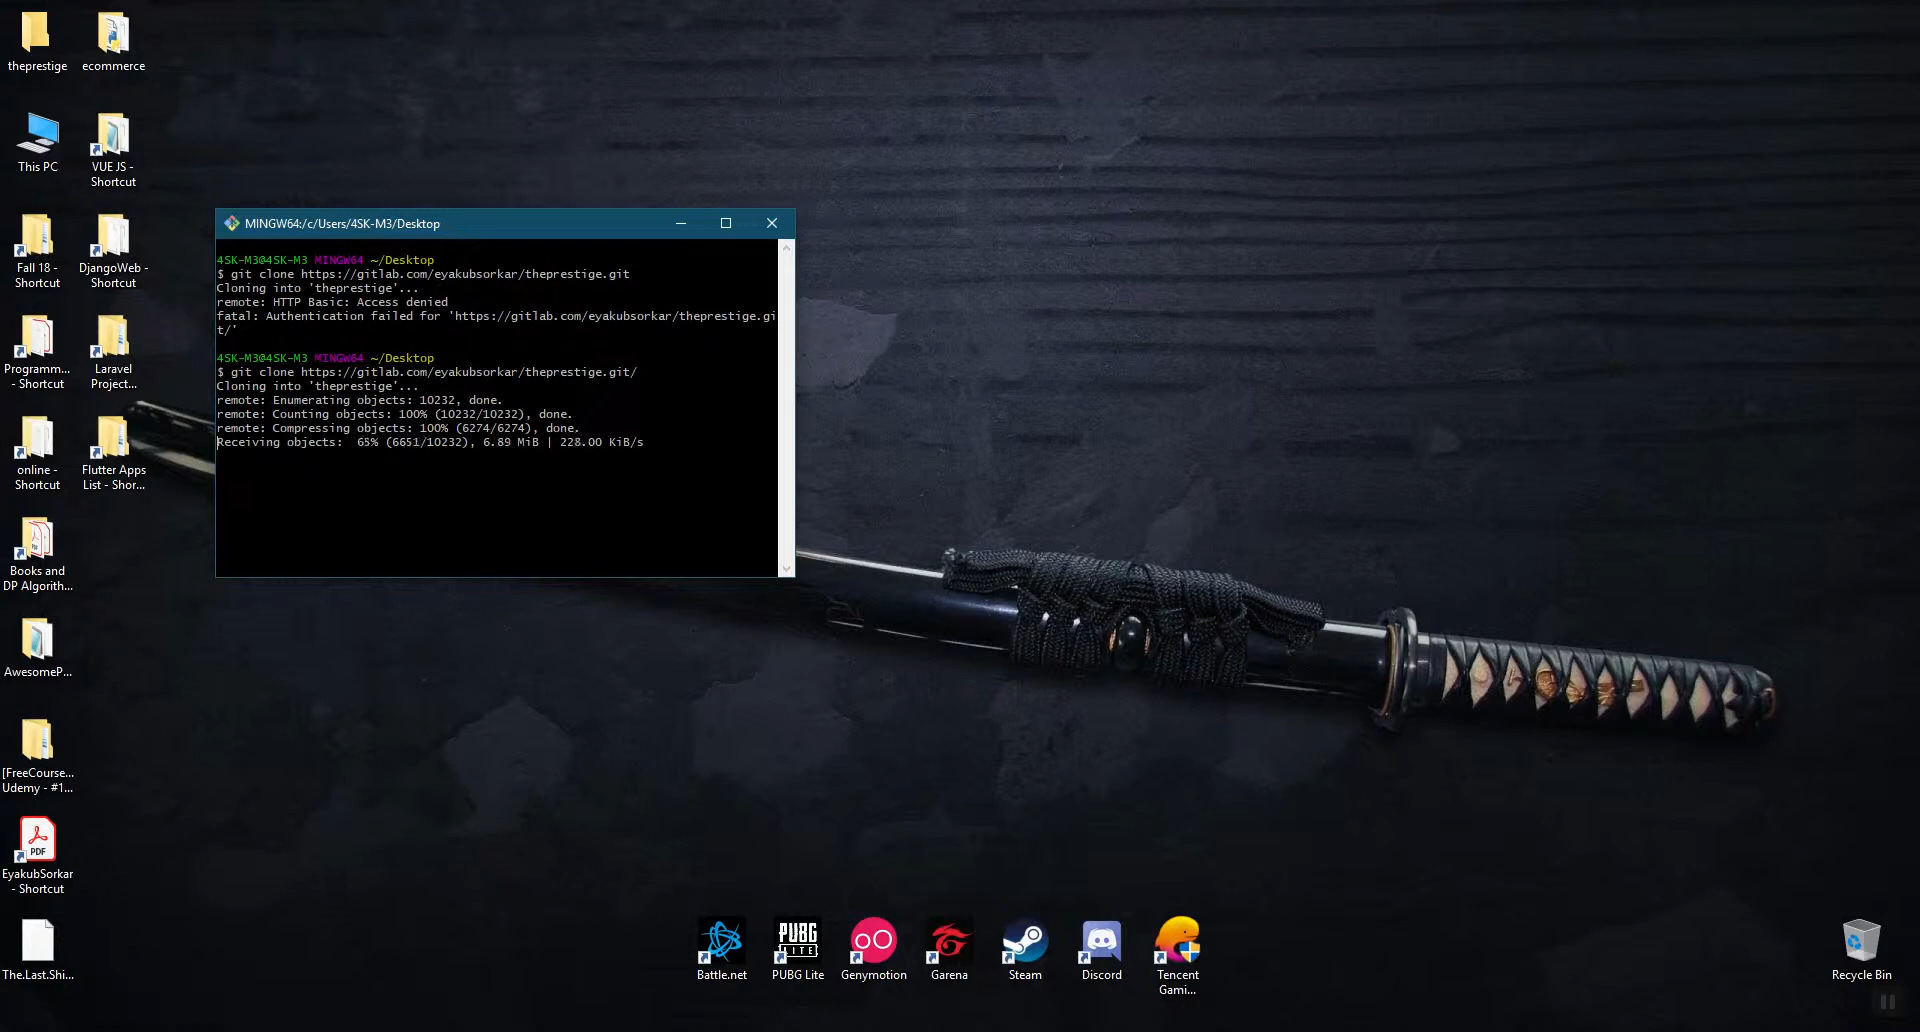 theprestige
ecommerce
This PC
VUE JS -
Shortcut
Fall 18 -
Shortcut
DjangoWeb -
Shortcut
Programm...
- Shortcut
Laravel
Project...
online -
Shortcut
Flutter Apps
List - Shor...
Books and
DP Algorith...
AwesomeP...
[FreeCourse...
Udemy - #1...
PDF
EyakubSorkar
- Shortcut
The.Last.Shi...
MINGW64:/c/Users/4SK-M3/Desktop
4SK-M3@4SK-M3 MINGW64 ~/Desktop
$ git clone https://gitlab.com/eyakubsorkar/theprestige.git
Cloning into 'theprestige'...
remote: HTTP Basic: Access denied
fatal: Authentication failed for 'https://gitlab.com/eyakubsorkar/theprestige.gi
t/'
4SK-M3@4SK-M3 MINGW64 ~/Desktop
$ git clone https://gitlab.com/eyakubsorkar/theprestige.git/
Cloning into 'theprestige'...
remote: Enumerating objects: 10232, done.
remote: Counting objects: 100% (10232/10232), done.
remote: Compressing objects: 100% (6274/6274), done.
Receiving objects:  65% (6651/10232), 6.89 MiB | 228.00 KiB/s
Battle.net
PUBG
LITE
PUBG Lite
Genymotion
Garena
Steam
Discord
Tencent
Gami...
Recycle Bin